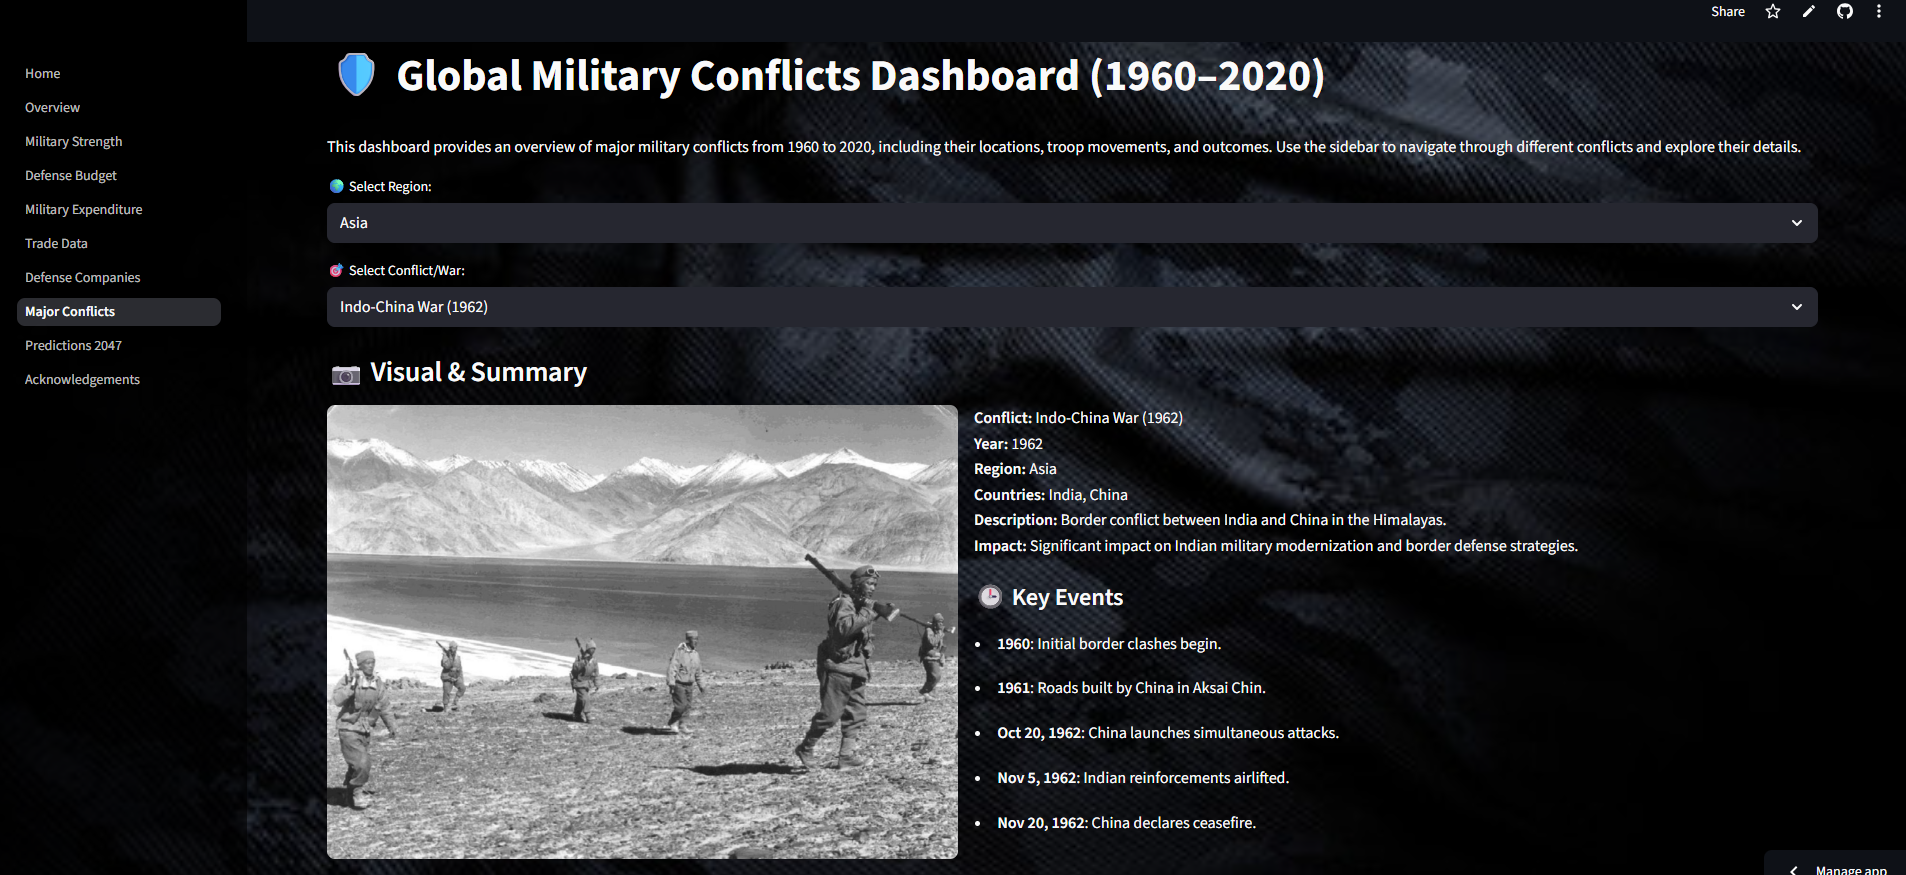 Share
Home
Overview
Military Strength
Defense Budget
Military Expenditure
Trade Data
Defense Companies
Major Conflicts
Predictions 2047
Acknowledgements
Global Military Conflicts Dashboard (1960–2020)
This dashboard provides an overview of major military conflicts from 1960 to 2020, including their locations, troop movements, and outcomes. Use the sidebar to navigate through different conflicts and explore their details.
Select Region:
Asia
Select Conflict/War:
Indo-China War (1962)
Visual & Summary
Conflict: Indo-China War (1962)
Year: 1962
Region: Asia
Countries: India, China
Description: Border conflict between India and China in the Himalayas.
Impact: Significant impact on Indian military modernization and border defense strategies.
Key Events
1960: Initial border clashes begin.
1961: Roads built by China in Aksai Chin.
Oct 20, 1962: China launches simultaneous attacks.
Nov 5, 1962: Indian reinforcements airlifted.
Nov 20, 1962: China declares ceasefire.
Manage app